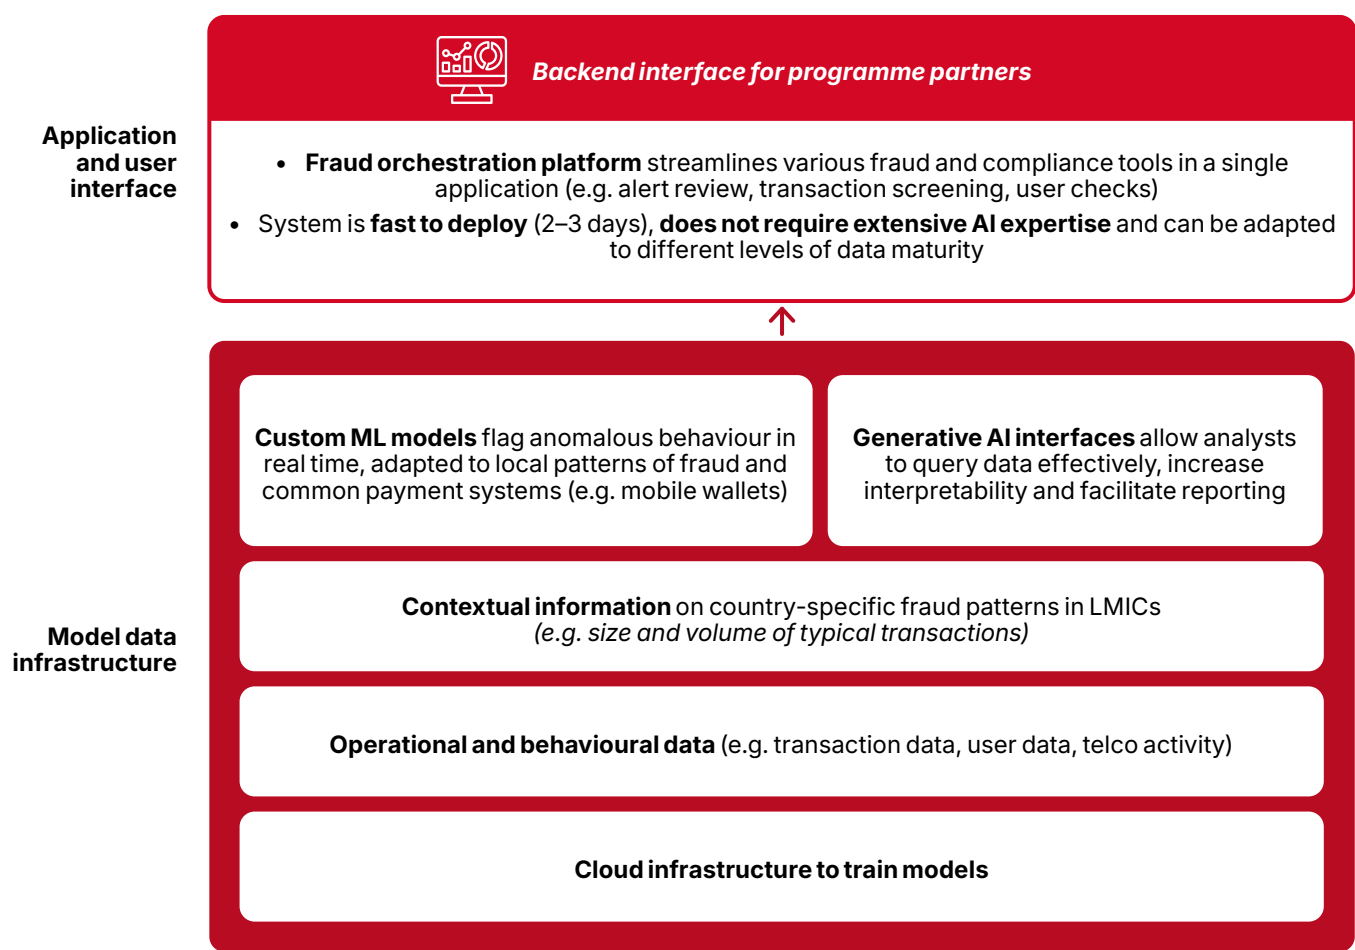 Backend interface for programme partners
Application
and user
interface
• Fraud orchestration platform streamlines various fraud and compliance tools in a single
application (e.g. alert review, transaction screening, user checks)
• System is fast to deploy (2–3 days), does not require extensive AI expertise and can be adapted
to different levels of data maturity
Custom ML models flag anomalous behaviour in
real time, adapted to local patterns of fraud and
common payment systems (e.g. mobile wallets)
Generative AI interfaces allow analysts
to query data effectively, increase
interpretability and facilitate reporting
Model data
infrastructure
Contextual information on country-specific fraud patterns in LMICs
(e.g. size and volume of typical transactions)
Operational and behavioural data (e.g. transaction data, user data, telco activity)
Cloud infrastructure to train models